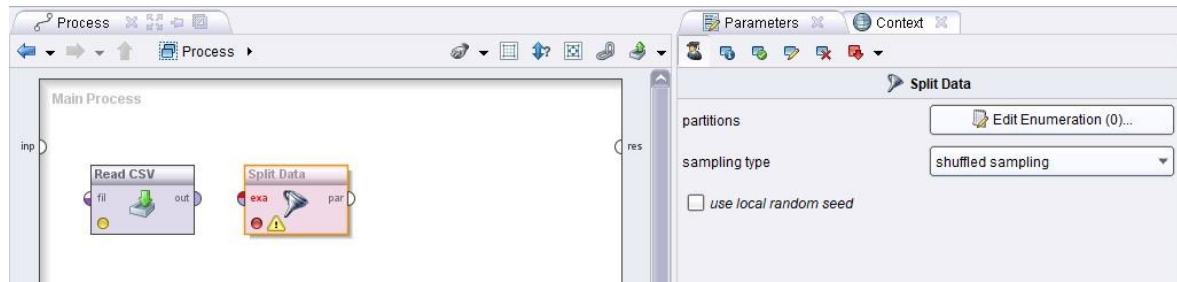 Process
Process
Main Process
inp
res
Read CSV
fil
out
Split Data
exa
par
Parameters
Context
Split Data
partitions
Edit Enumeration (0)...
sampling type
shuffled sampling
use local random seed